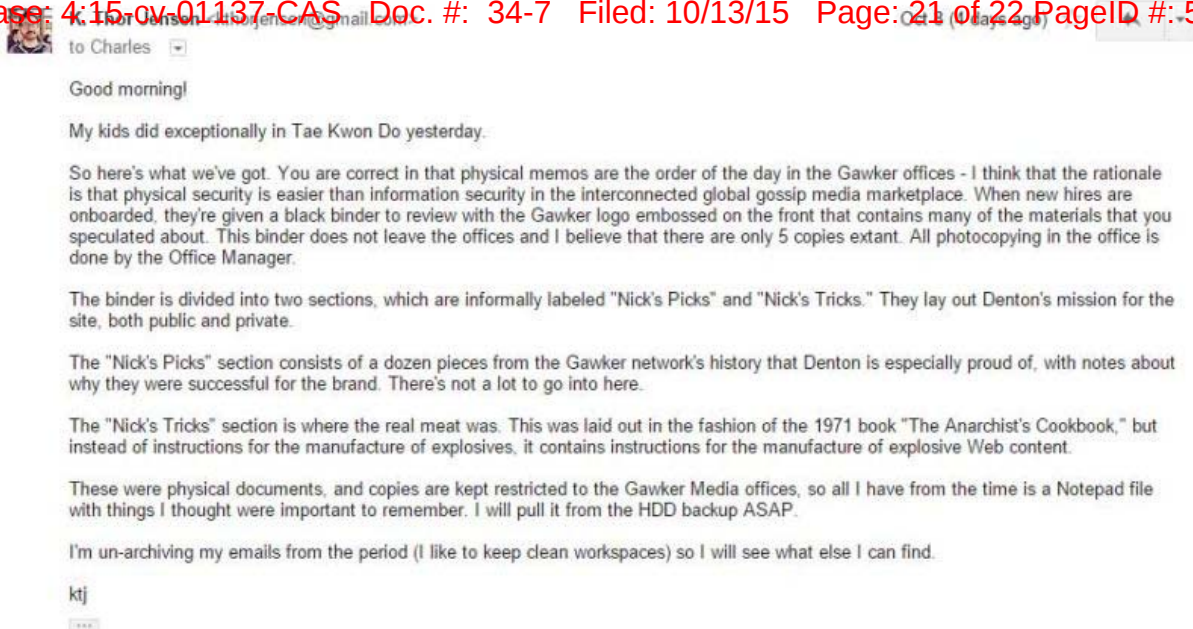 ase: 4:15-cv-01137-CAS Doc. #: 34-7 Filed: 10/13/15 Page: 21 of 22 PageID #: 5
K. Thor Jensen
Oct 3 (4 days ago)
to Charles
Good morning!
My kids did exceptionally in Tae Kwon Do yesterday.
So here's what we've got. You are correct in that physical memos are the order of the day in the Gawker offices - I think that the rationale
is that physical security is easier than information security in the interconnected global gossip media marketplace. When new hires are
onboarded, they're given a black binder to review with the Gawker logo embossed on the front that contains many of the materials that you
speculated about. This binder does not leave the offices and I believe that there are only 5 copies extant. All photocopying in the office is
done by the Office Manager.
The binder is divided into two sections, which are informally labeled "Nick's Picks" and "Nick's Tricks." They lay out Denton's mission for the
site, both public and private.
The "Nick's Picks" section consists of a dozen pieces from the Gawker network's history that Denton is especially proud of, with notes about
why they were successful for the brand. There's not a lot to go into here.
The "Nick's Tricks" section is where the real meat was. This was laid out in the fashion of the 1971 book "The Anarchist's Cookbook," but
instead of instructions for the manufacture of explosives, it contains instructions for the manufacture of explosive Web content.
These were physical documents, and copies are kept restricted to the Gawker Media offices, so all I have from the time is a Notepad file
with things I thought were important to remember. I will pull it from the HDD backup ASAP.
I'm un-archiving my emails from the period (I like to keep clean workspaces) so I will see what else I can find.
ktj